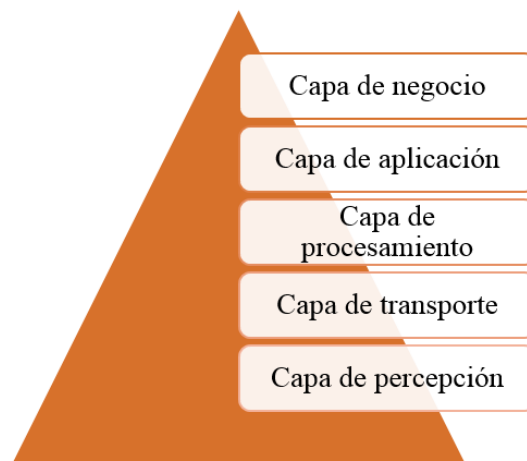 Capa de negocio
Capa de aplicación
Capa de
procesamiento
Capa de transporte
Capa de percepción